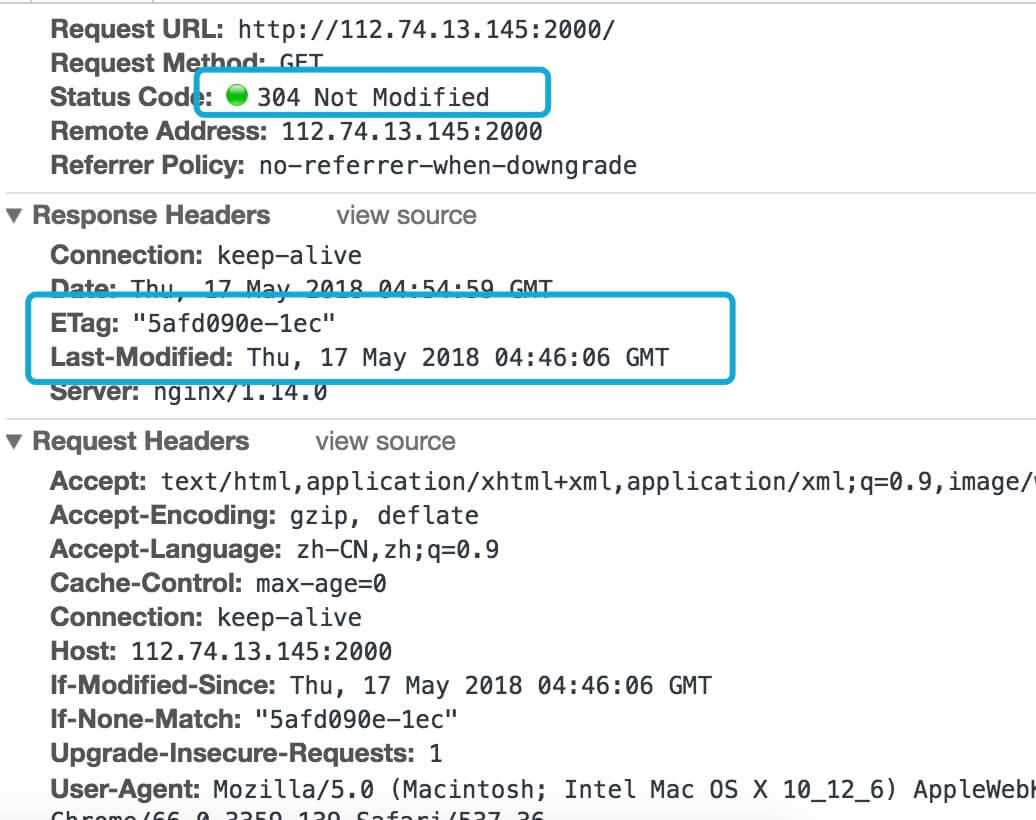 Request URL: http://112.74.13.145:2000/
Request Method: GET
Status Code: 304 Not Modified
Remote Address: 112.74.13.145:2000
Referrer Policy: no-referrer-when-downgrade
Response Headers view source
Connection: keep-alive
Date: Thu, 17 May 2018 04:54:59 GMT
ETag: "5afd090e-1ec"
Last-Modified: Thu, 17 May 2018 04:46:06 GMT
Server: nginx/1.14.0
Request Headers view source
Accept: text/html,application/xhtml+xml,application/xml;q=0.9,image/
Accept-Encoding: gzip, deflate
Accept-Language: zh-CN,zh;q=0.9
Cache-Control: max-age=0
Connection: keep-alive
Host: 112.74.13.145:2000
If-Modified-Since: Thu, 17 May 2018 04:46:06 GMT
If-None-Match: "5afd090e-1ec"
Upgrade-Insecure-Requests: 1
User-Agent: Mozilla/5.0 (Macintosh; Intel Mac OS X 10_12_6) AppleWeb
Chrome/66.0.3359.139 Safari/537.36